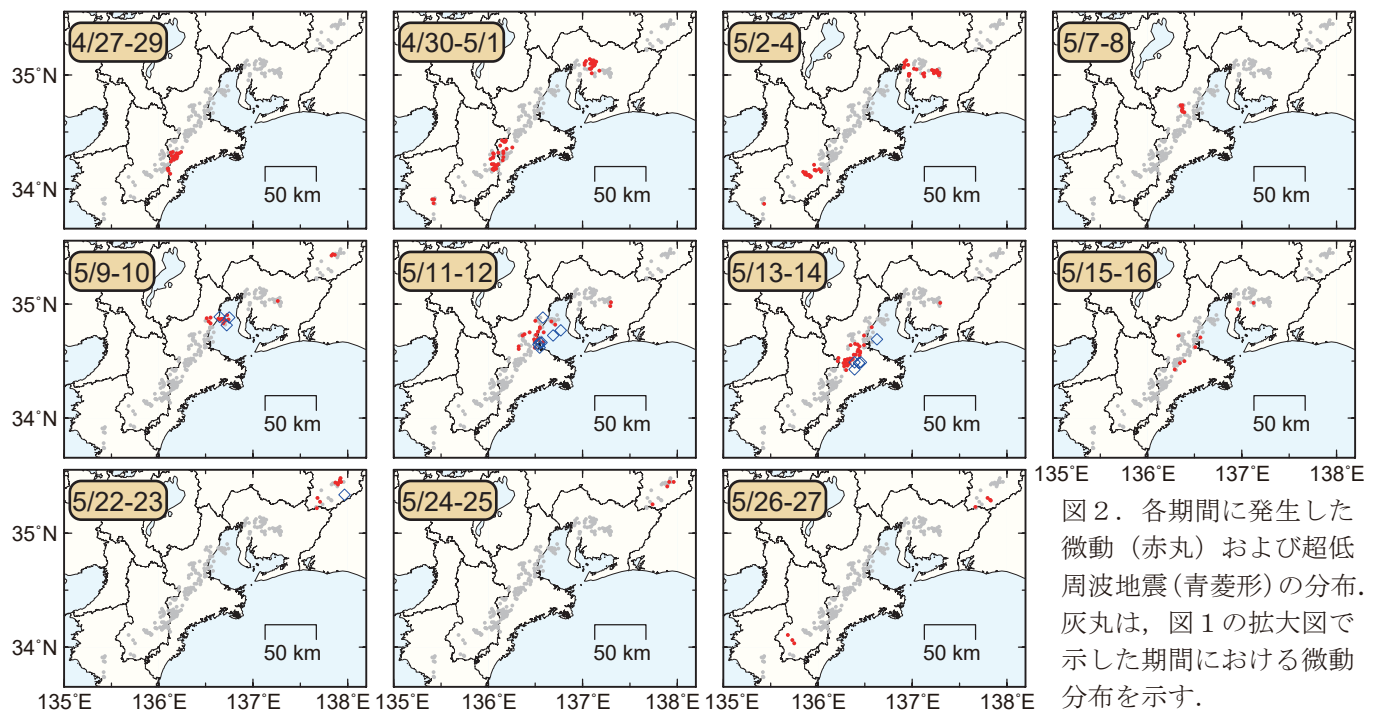 4/27-29
4/30-5/1
5/2-4
5/7-8
35˚N
34˚N
50 km
50 km
50 km
50 km
5/9-10
5/11-12
5/13-14
5/15-16
35˚N
34˚N
50 km
50 km
50 km
50 km
135˚E 136˚E 137˚E 138˚E
5/22-23
5/24-25
5/26-27
35˚N
34˚N
50 km
50 km
50 km
135˚E 136˚E 137˚E 138˚E
135˚E 136˚E 137˚E 138˚E
135˚E 136˚E 137˚E 138˚E
図2．各期間に発生した
微動（赤丸）および超低
周波地震（青菱形）の分布．
灰丸は，図1の拡大図で
示した期間における微動
分布を示す．